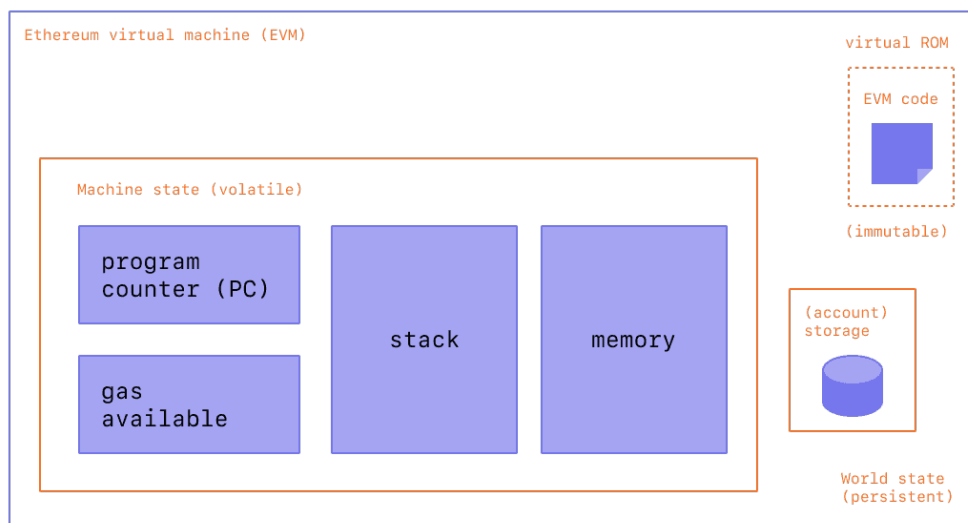 Ethereum virtual machine (EVM)
virtual ROM
EVM code
(immutable)
Machine state (volatile)
program
counter (PC)
gas
available
stack
memory
(account)
storage
World state
(persistent)